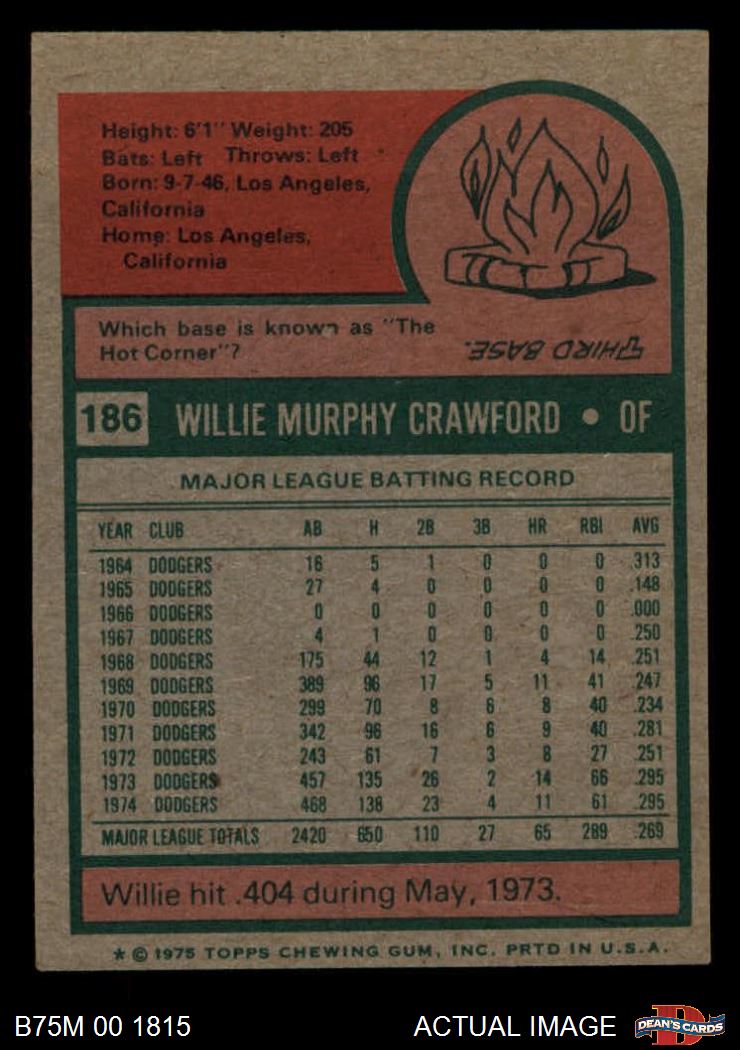 Height: 6'1" Weight: 205
Bats: Left Throws: Left
Born: 9-7-46, Los Angeles,
California
Home: Los Angeles,
California
Which base is known as "The
Hot Corner"?
THIRD BASE.
186 WILLIE MURPHY CRAWFORD • OF
MAJOR LEAGUE BATTING RECORD
YEAR CLUB AB H 2B 3B HR RBI AVG
1964 DODGERS 16 5 1 0 0 0 .313
1965 DODGERS 27 4 0 0 0 0 .148
1966 DODGERS 0 0 0 0 0 0 .000
1967 DODGERS 4 1 0 0 0 0 .250
1968 DODGERS 175 44 12 1 4 14 .251
1969 DODGERS 389 96 17 5 11 41 .247
1970 DODGERS 299 70 8 6 8 40 .234
1971 DODGERS 342 96 16 6 9 40 .281
1972 DODGERS 243 61 7 3 8 27 .251
1973 DODGERS 457 135 26 2 14 66 .295
1974 DODGERS 468 138 23 4 11 61 .295
MAJOR LEAGUE TOTALS 2420 650 110 27 65 289 .269
Willie hit .404 during May, 1973.
* © 1975 TOPPS CHEWING GUM, INC. PRTD IN U.S.A.
B75M 00 1815 ACTUAL IMAGE D DEAN'S CARDS